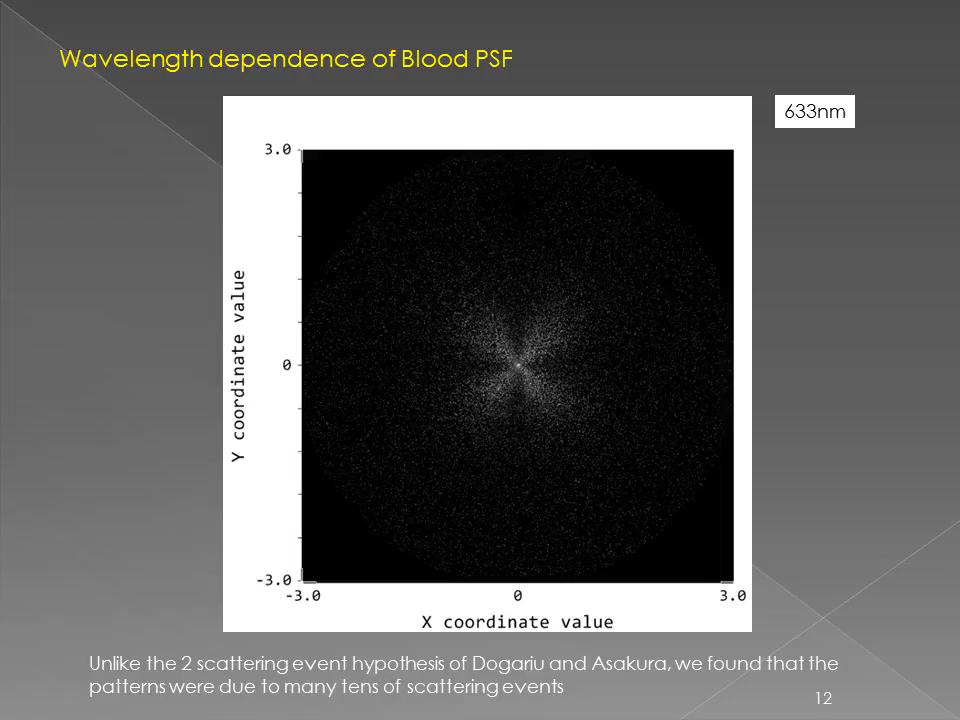 Wavelength dependence of Blood PSF
633nm
3.0
0
-3.0
Y coordinate value
-3.0 0 3.0
X coordinate value
Unlike the 2 scattering event hypothesis of Dogariu and Asakura, we found that the
patterns were due to many tens of scattering events
12